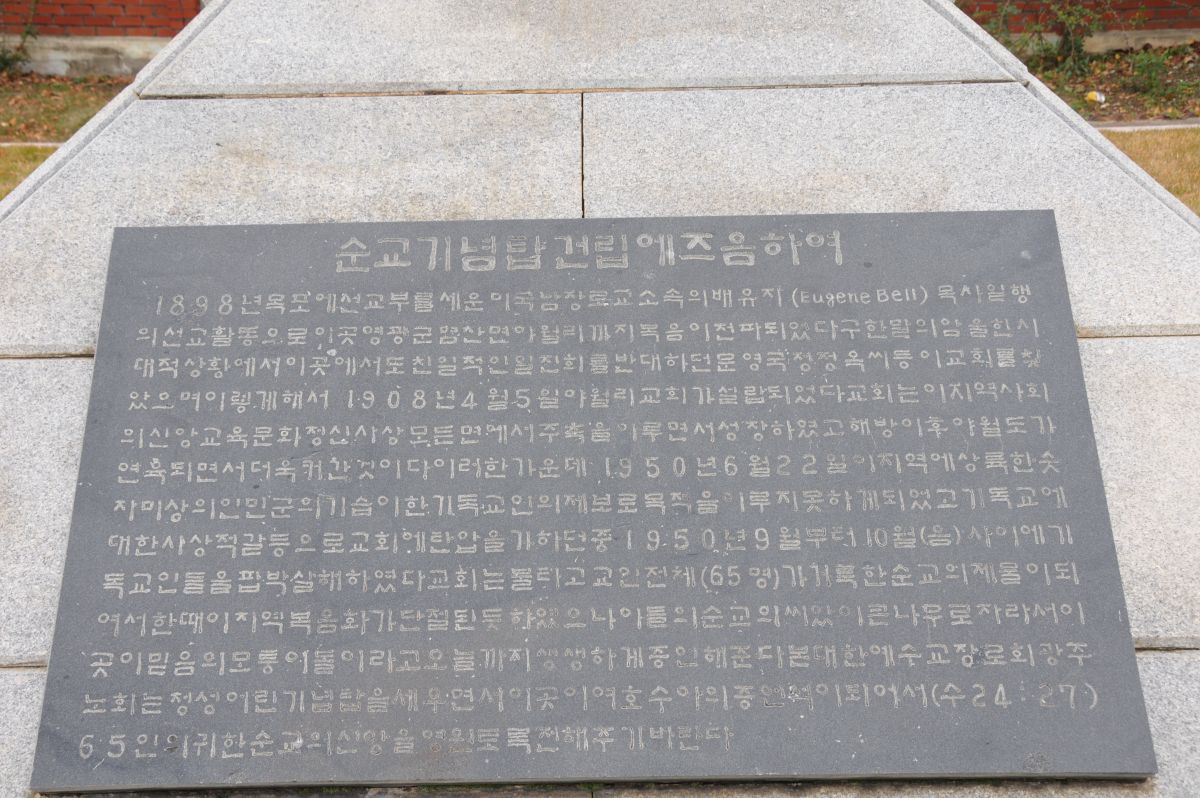 순교기념탑건립에즈음하여
1898년목포에선교부를세운미국남장로교소속의배유지(Eugene Bell) 목사일행
의선교활동으로이곳영광군염산면야월리까지복음이전파되었다구한말의암울한시
대적상황에서이곳에서도친일적인일진회를반대하던문영국정정옥씨등이교회를찾
았으며이렇게해서 1908년4월5일야월리교회가설립되었다교회는이지역사회
의신앙교육문화정신사상모든면에서주축을이루면서성장하였고해방이후야월도가
연륙되면서더욱커찬것이다이러한가운데 1950년6월22일이지역에상륙한숫
자미상의인민군의기습이한기독교인의제보로목적을이루지못하게되었고기독교에
대한사상적갈등으로교회에탄압을가하던중1950년9월부터10월(음)사이에기
독교인들을핍박살해하였다교회는불타고교인전체(65명)가거룩한순교의제물이되
여서한때이지역복음화가단절된듯하였으나아들의순교의씨았이큰나무로자라서이
곳이믿음의모퉁이돌이라고오늘까지생생하게증인해준다본대한예수교장로회광주
노회는정성어린기념탑을세우면서이곳이여호수아의증언석이되어서(수24:27)
65인의귀한순교의신앙을영원토록전해주기바란다